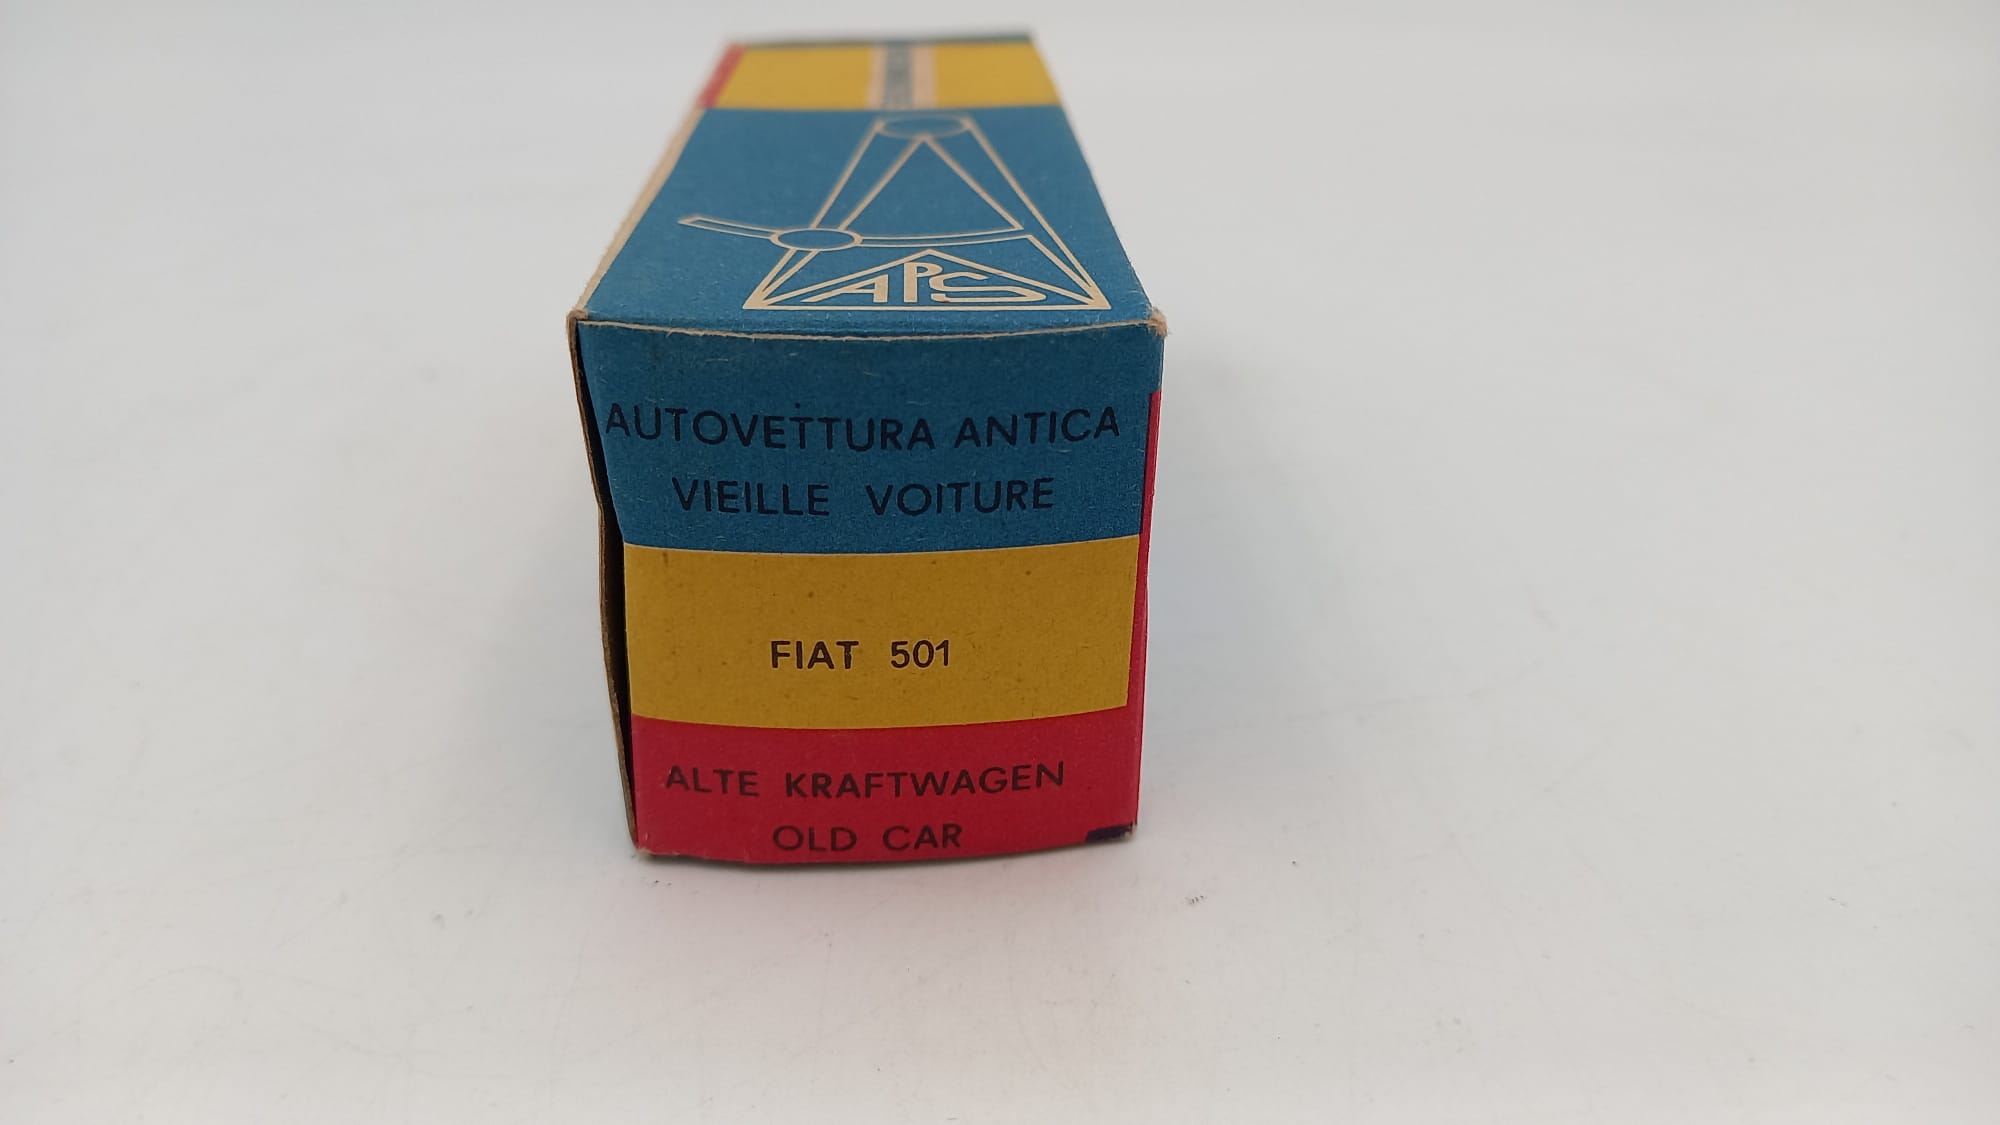 APS
AUTOVETTURA ANTICA
VIEILLE VOITURE
FIAT 501
ALTE KRAFTWAGEN
OLD CAR